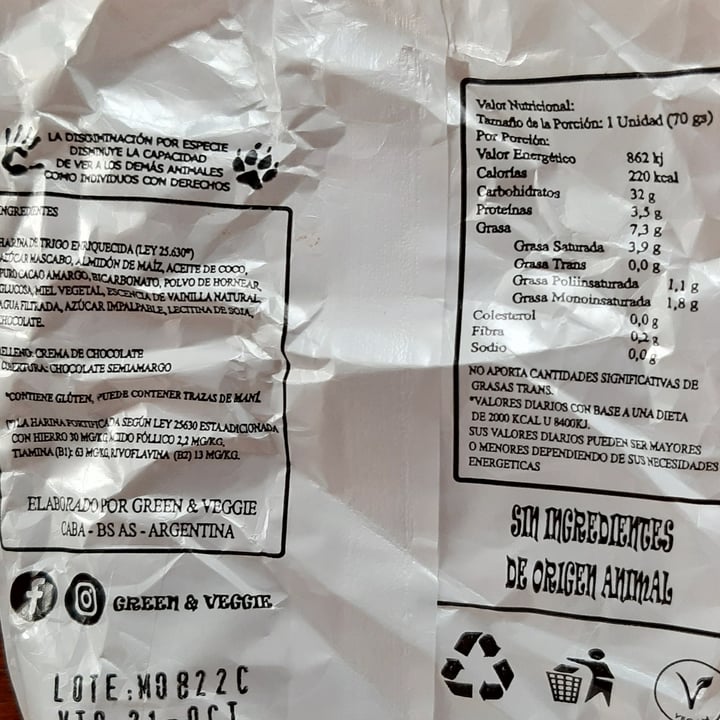 LA DISCRIMINACIÓN POR ESPECIE
DISMINUYE LA CAPACIDAD
DE VER A LOS DEMÁS ANIMALES
COMO INDIVIDUOS CON DERECHOS
INGREDIENTES
HARINA DE TRIGO ENRIQUECIDA (LEY 25.630*)
AZÚCAR MASCABO, ALMIDÓN DE MAÍZ, ACEITE DE COCO,
PURO CACAO AMARGO, BICARBONATO, POLVO DE HORNEAR,
GLUCOSA, MIEL VEGETAL, ESCENCIA DE VAINILLA NATURAL,
AGUA FILTRADA, AZÚCAR IMPALPABLE, LECITINA DE SOJA,
CHOCOLATE.
RELLENO: CREMA DE CHOCOLATE
COBERTURA: CHOCOLATE SEMIAMARGO
*CONTIENE GLÚTEN, PUEDE CONTENER TRAZAS DE MANÍ.
(*)LA HARINA FORTIFICADA SEGÚN LEY 25630 ESTA ADICIONADA
CON HIERRO 30 MG/KG, ÁCIDO FÓLLICO 2,2 MG/KG,
TIAMINA (B1): 63 MG/KG, RIVOFLAVINA (B2) 13 MG/KG.
ELABORADO POR GREEN & VEGGIE
CABA - BS AS - ARGENTINA
GREEN & VEGGIE
LOTE:M0822C
VTO 31-OCT
Valor Nutricional:
Tamaño de la Porción: 1 Unidad (70 gs)
Por Porción:
Valor Energético 862 kj
Calorías 220 kcal
Carbohidratos 32 g
Proteínas 3,5 g
Grasa 7,3 g
Grasa Saturada 3,9 g
Grasa Trans 0,0 g
Grasa Poliinsaturada 1,1 g
Grasa Monoinsaturada 1,8 g
Colesterol 0,0 g
Fibra 0,2 g
Sodio 0,0 g
NO APORTA CANTIDADES SIGNIFICATIVAS DE
GRASAS TRANS.
*VALORES DIARIOS CON BASE A UNA DIETA
DE 2000 KCAL U 8400KJ.
SUS VALORES DIARIOS PUEDEN SER MAYORES
O MENORES DEPENDIENDO DE SUS NECESIDADES
ENERGETICAS
SIN INGREDIENTES
DE ORIGEN ANIMAL